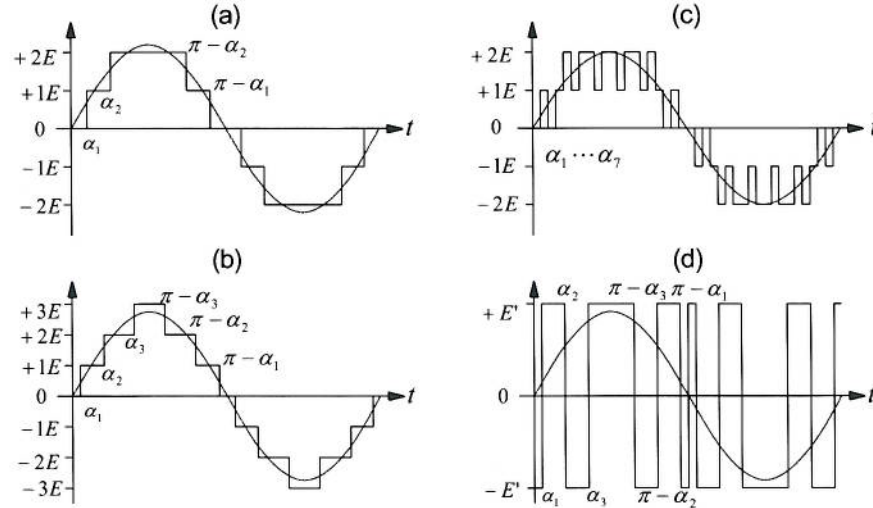 (a)
+2E
π − α₂
+1E
α₂
π − α₁
0
t
α₁
−1E
−2E
(b)
+3E
π − α₃
+2E
π − α₂
α₃
+1E
α₂
π − α₁
0
t
α₁
−1E
−2E
−3E
(c)
+2E
+1E
0
t
α₁ ⋯ α₇
−1E
−2E
(d)
α₂
π − α₃
π − α₁
+E'
0
t
−E'
α₁
α₃
π − α₂